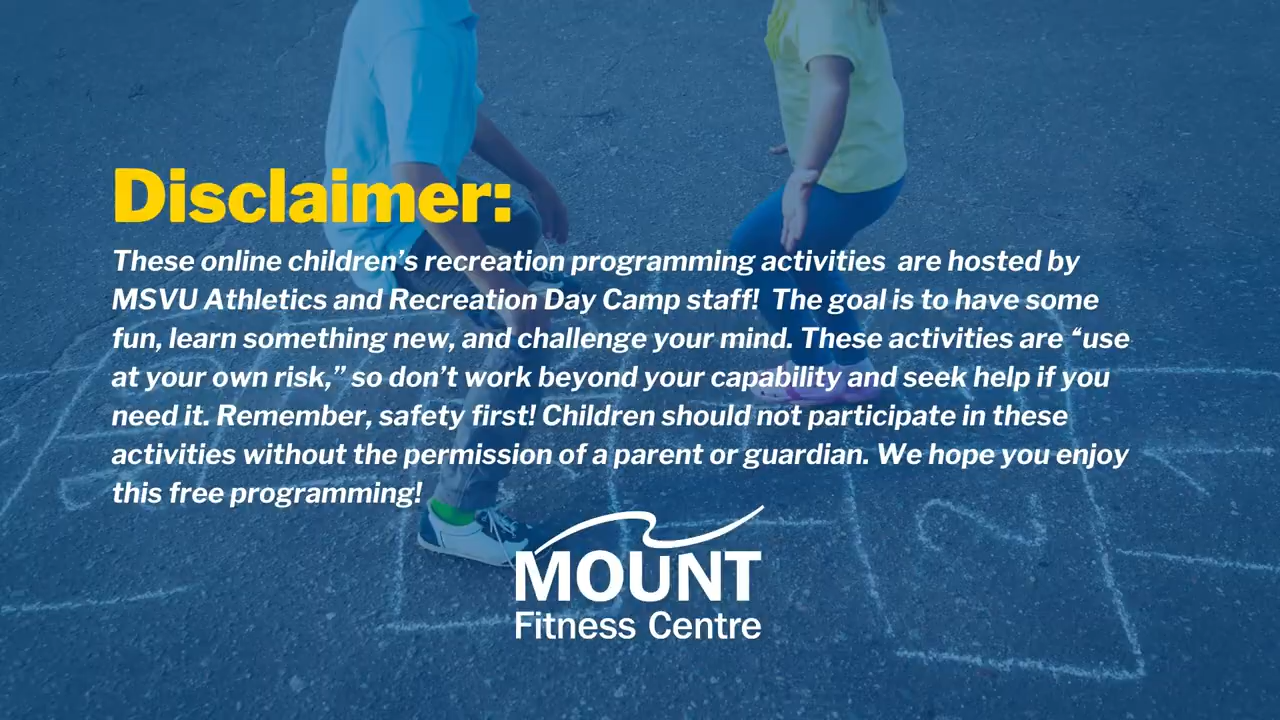 Disclaimer:
These online children’s recreation programming activities  are hosted by
MSVU Athletics and Recreation Day Camp staff!  The goal is to have some
fun, learn something new, and challenge your mind. These activities are “use
at your own risk,” so don’t work beyond your capability and seek help if you
need it. Remember, safety first! Children should not participate in these
activities without the permission of a parent or guardian. We hope you enjoy
this free programming!
2
MOUNT
Fitness Centre